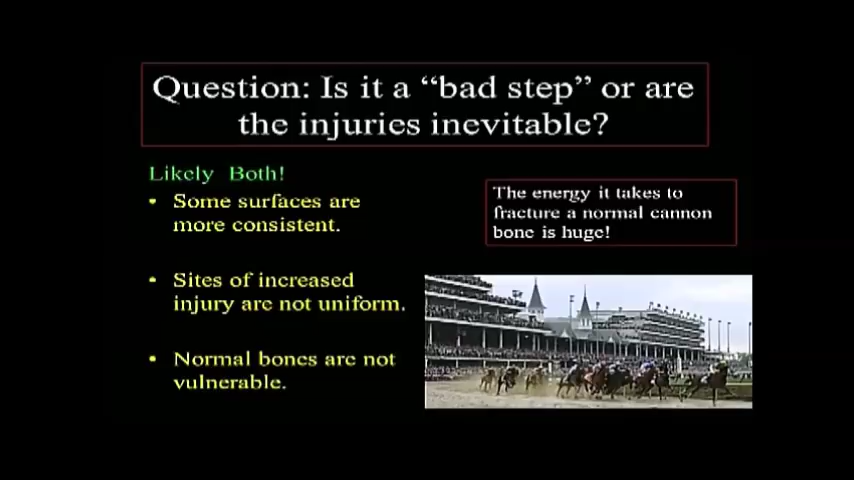 Question: Is it a “bad step” or are
the injuries inevitable?
Likely Both!
• Some surfaces are
more consistent.
• Sites of increased
injury are not uniform.
• Normal bones are not
vulnerable.
The energy it takes to
fracture a normal cannon
bone is huge!